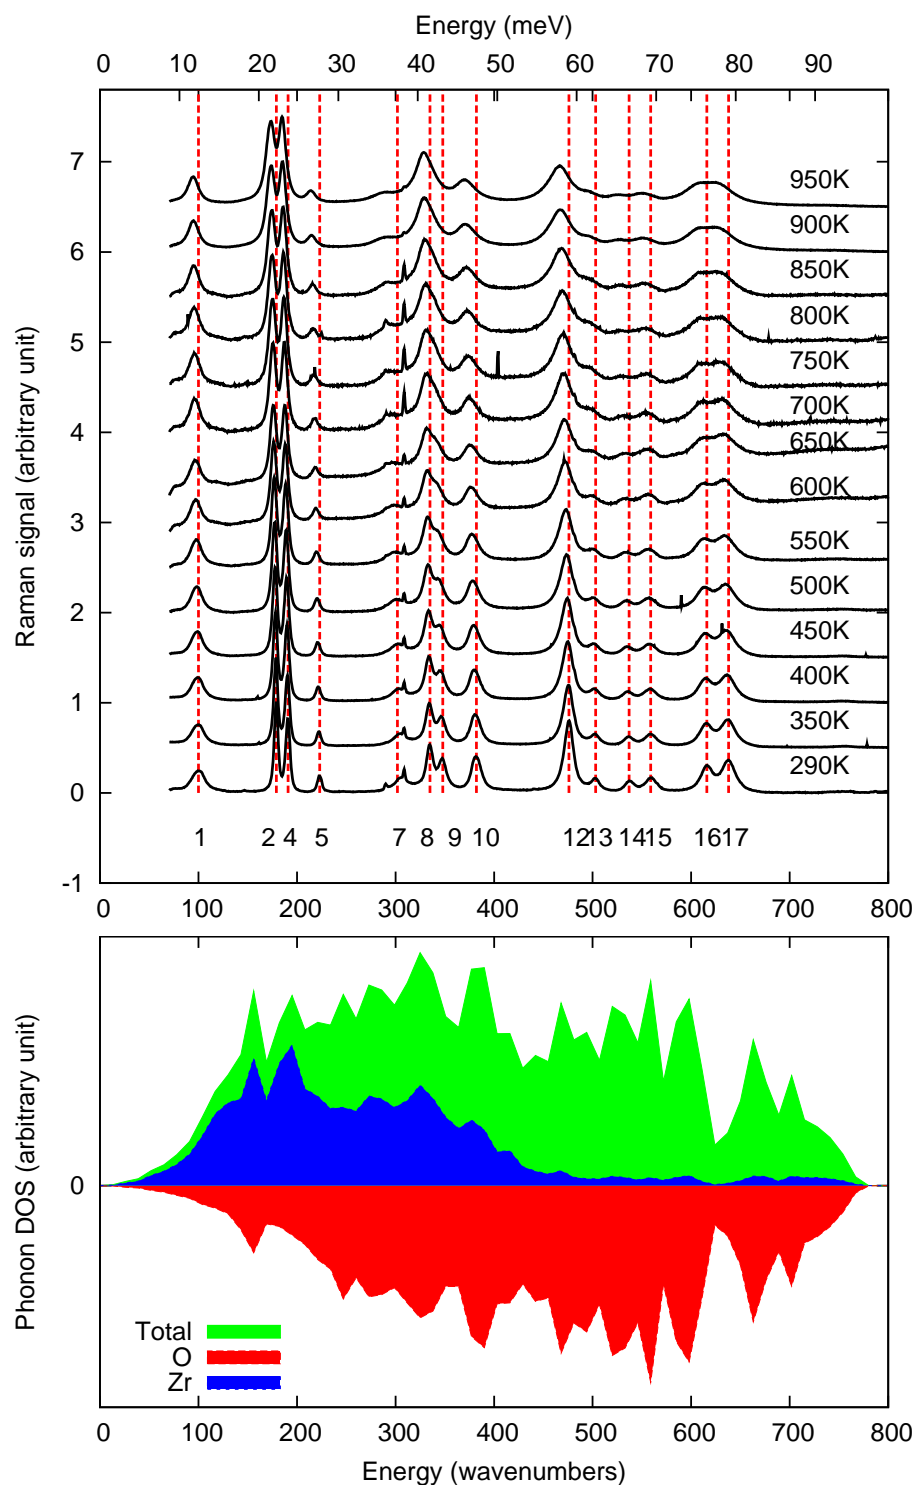 Energy (meV)
0 10 20 30 40 50 60 70 80 90
7
950K
6
900K
850K
5
800K
750K
4
700K
650K
3
600K
550K
2
500K
450K
1
400K
350K
0
290K
Raman signal (arbitrary unit)
1 2 4 5 7 8 9 10 12 13 14 15 16 17
-1
0 100 200 300 400 500 600 700 800
Phonon DOS (arbitrary unit)
0
Total
O
Zr
0 100 200 300 400 500 600 700 800
Energy (wavenumbers)